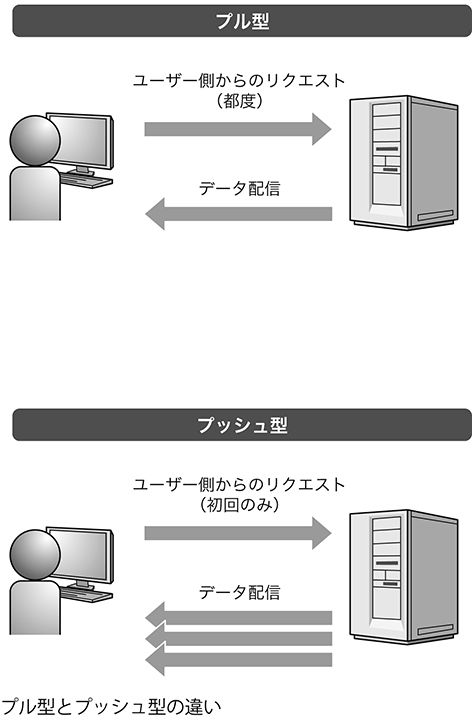 プル型
ユーザー側からのリクエスト
（都度）
データ配信
プッシュ型
ユーザー側からのリクエスト
（初回のみ）
データ配信
プル型とプッシュ型の違い